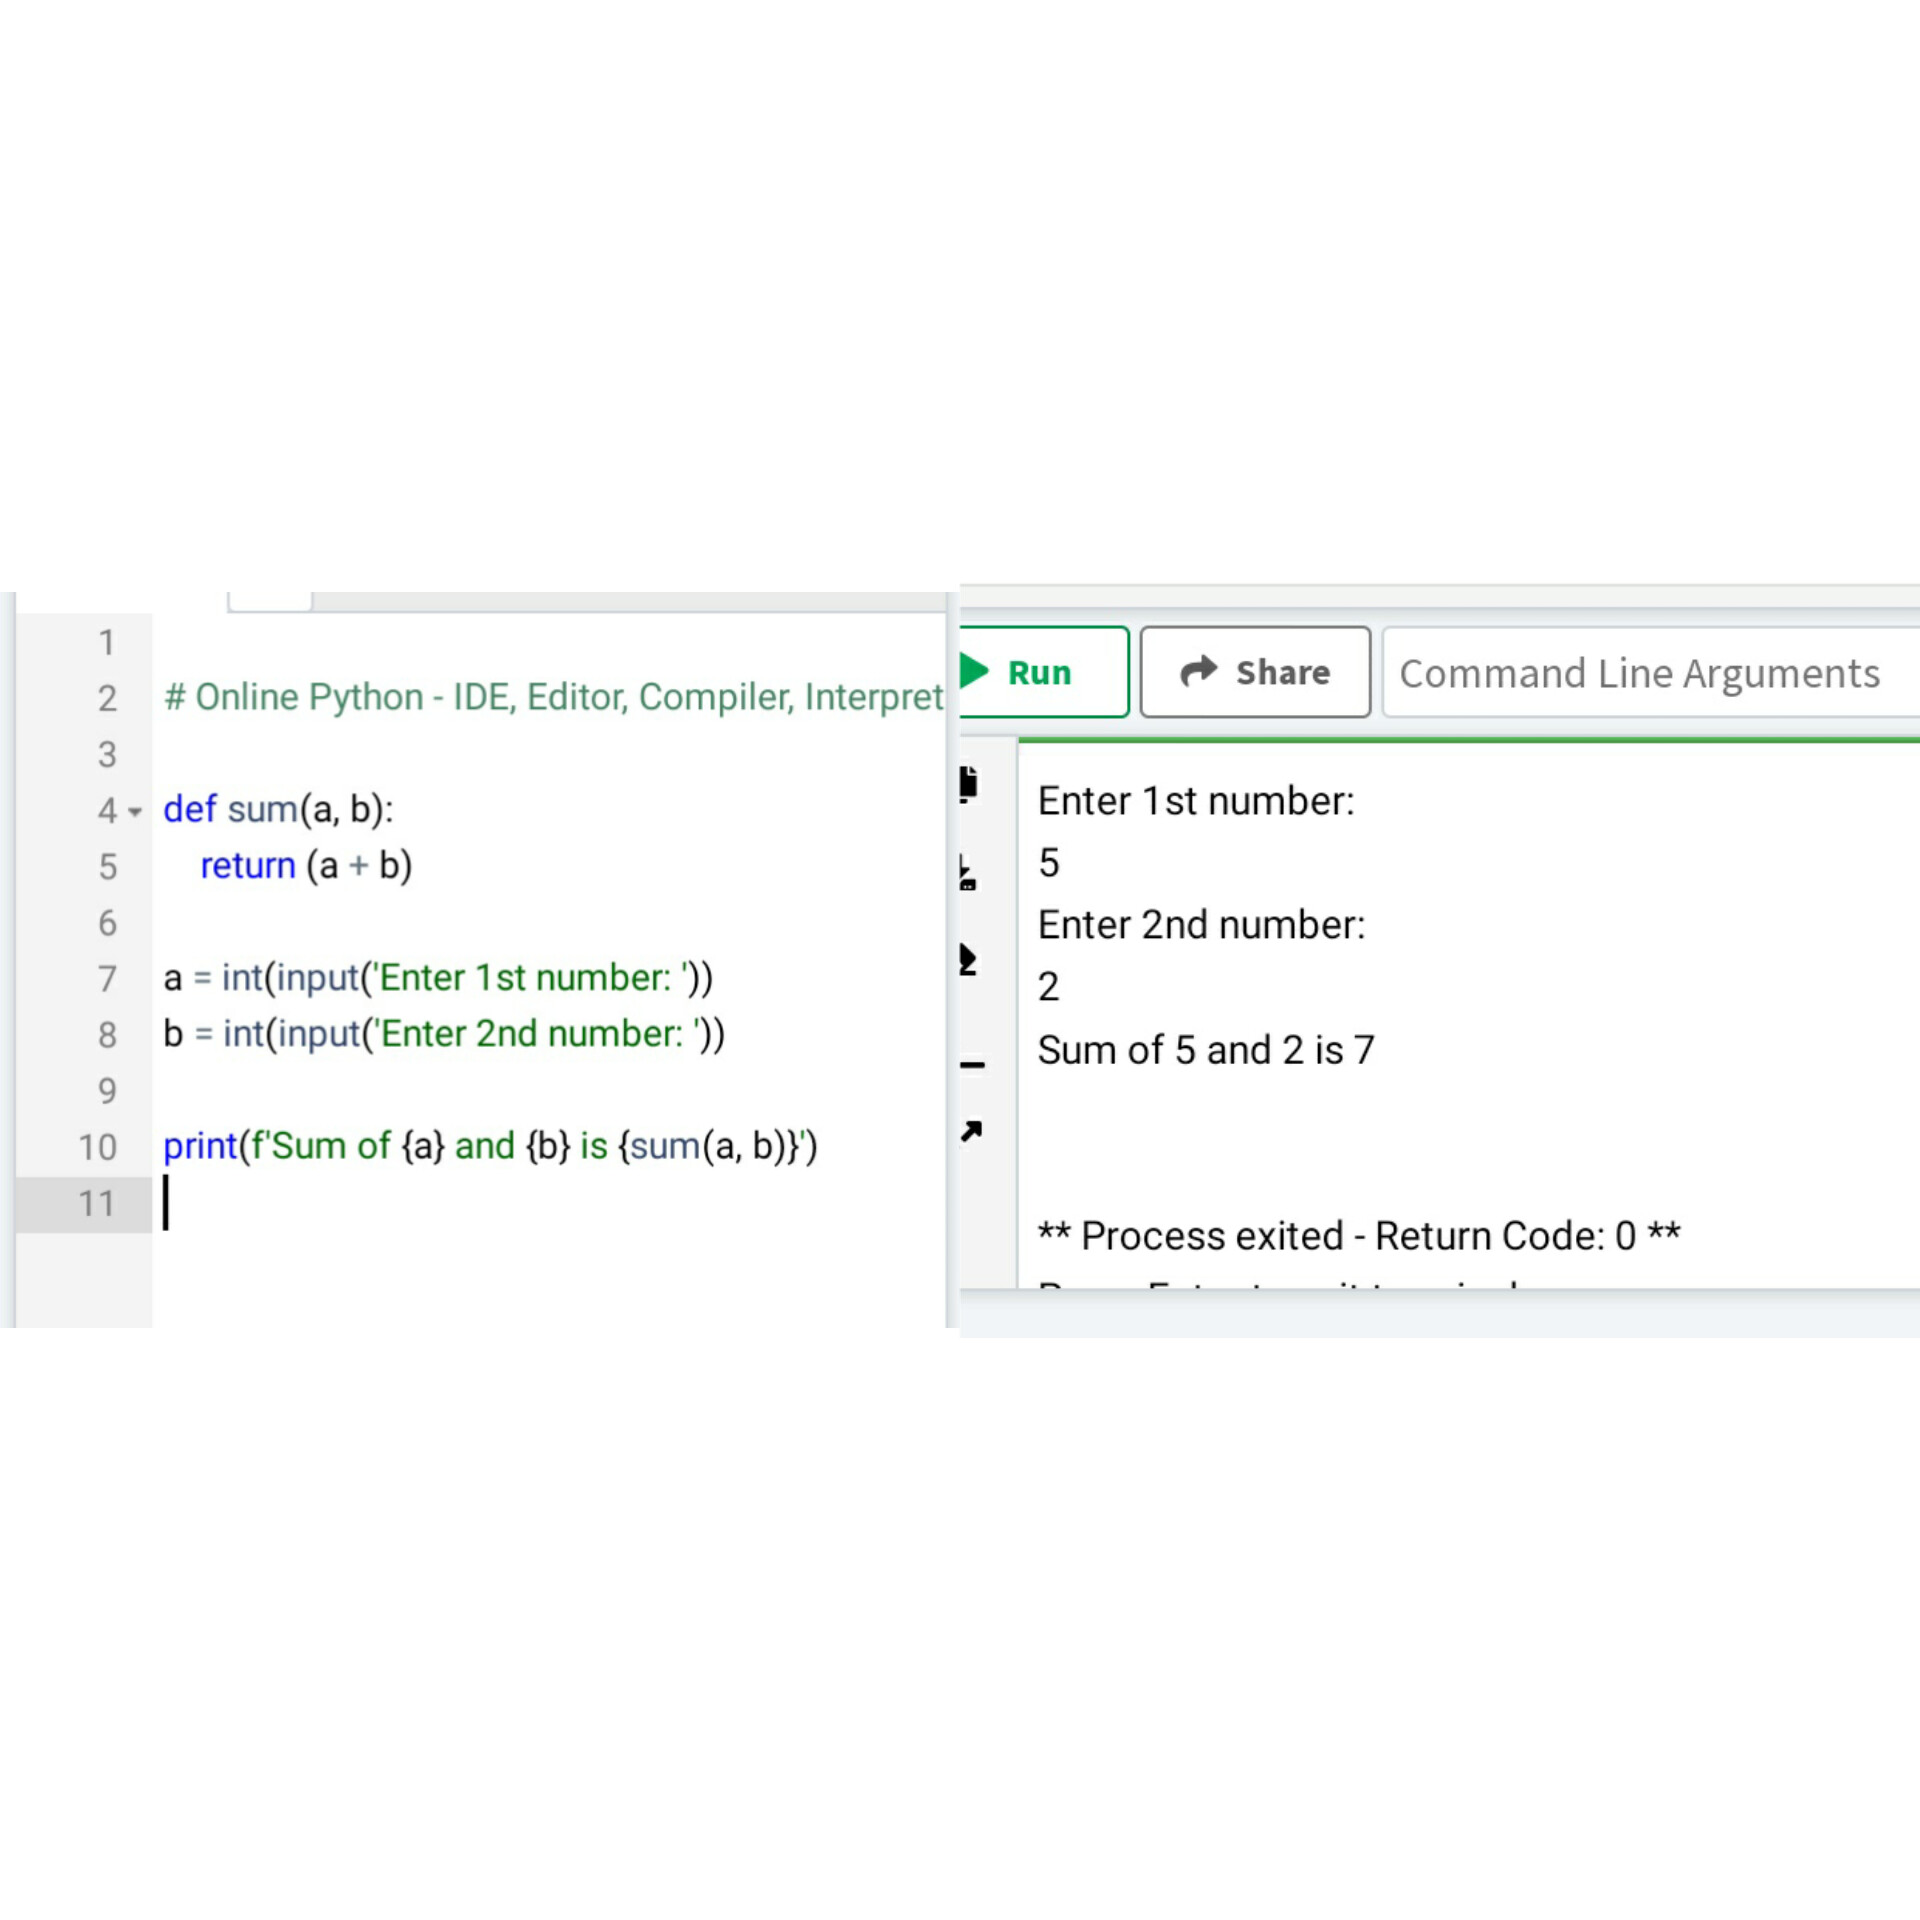 1
2 # Online Python - IDE, Editor, Compiler, Interpret
3
4 def sum(a, b):
5 return (a + b)
6
7 a = int(input('Enter 1st number: '))
8 b = int(input('Enter 2nd number: '))
9
10 print(f'Sum of {a} and {b} is {sum(a, b)}')
11
Run Share Command Line Arguments
Enter 1st number:
5
Enter 2nd number:
2
Sum of 5 and 2 is 7
** Process exited - Return Code: 0 **